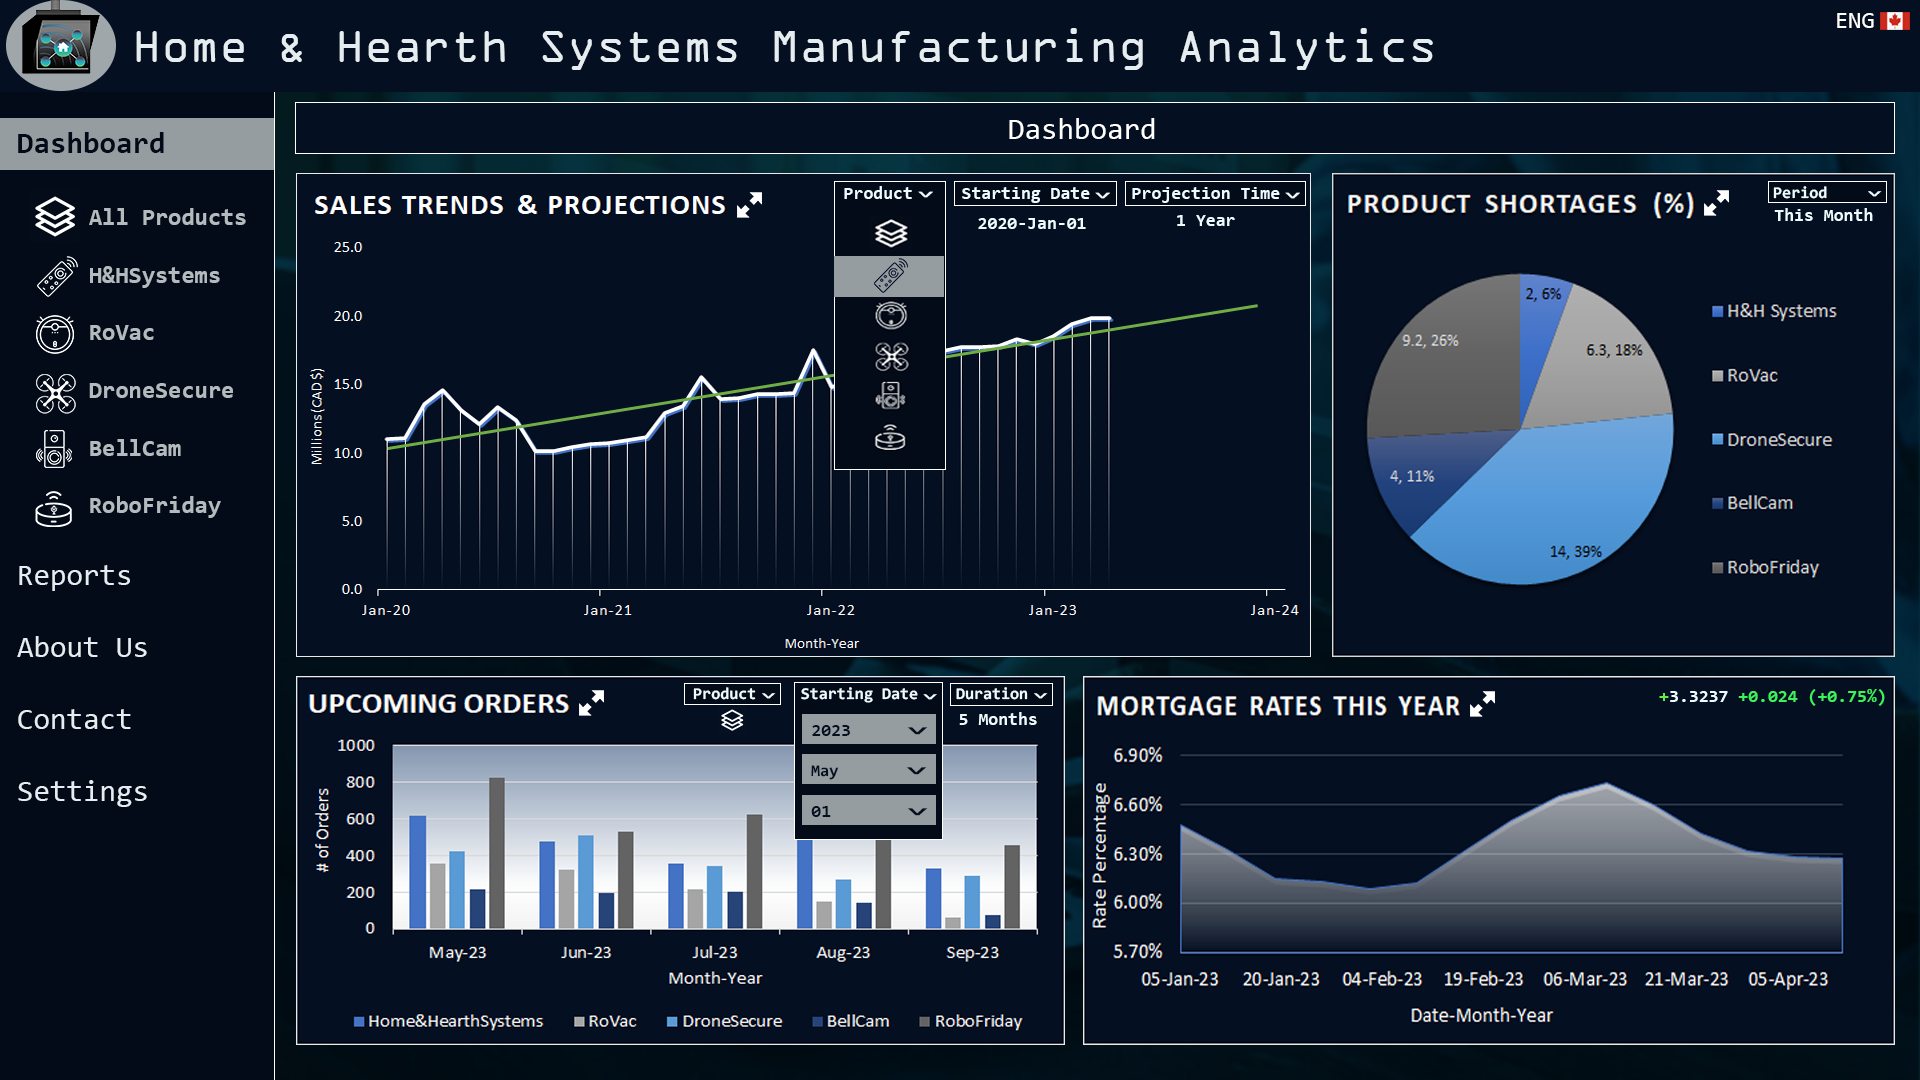 Home & Hearth Systems Manufacturing Analytics
ENG
Dashboard
All Products
H&HSystems
RoVac
DroneSecure
BellCam
RoboFriday
Reports
About Us
Contact
Settings
Dashboard
SALES TRENDS & PROJECTIONS
Product
Starting Date
2020-Jan-01
Projection Time
1 Year
25.0
20.0
15.0
10.0
5.0
0.0
Millions(CAD $)
Jan-20 Jan-21 Jan-22 Jan-23 Jan-24
Month-Year
PRODUCT SHORTAGES (%)
Period
This Month
2, 6%
6.3, 18%
14, 39%
4, 11%
9.2, 26%
H&H Systems
RoVac
DroneSecure
BellCam
RoboFriday
UPCOMING ORDERS
Product
Starting Date
2023
May
01
Duration
5 Months
1000
800
600
400
200
0
# of Orders
May-23 Jun-23 Jul-23 Aug-23 Sep-23
Month-Year
Home&HearthSystems RoVac DroneSecure BellCam RoboFriday
MORTGAGE RATES THIS YEAR
+3.3237 +0.024 (+0.75%)
6.90%
6.60%
6.30%
6.00%
5.70%
Rate Percentage
05-Jan-23 20-Jan-23 04-Feb-23 19-Feb-23 06-Mar-23 21-Mar-23 05-Apr-23
Date-Month-Year